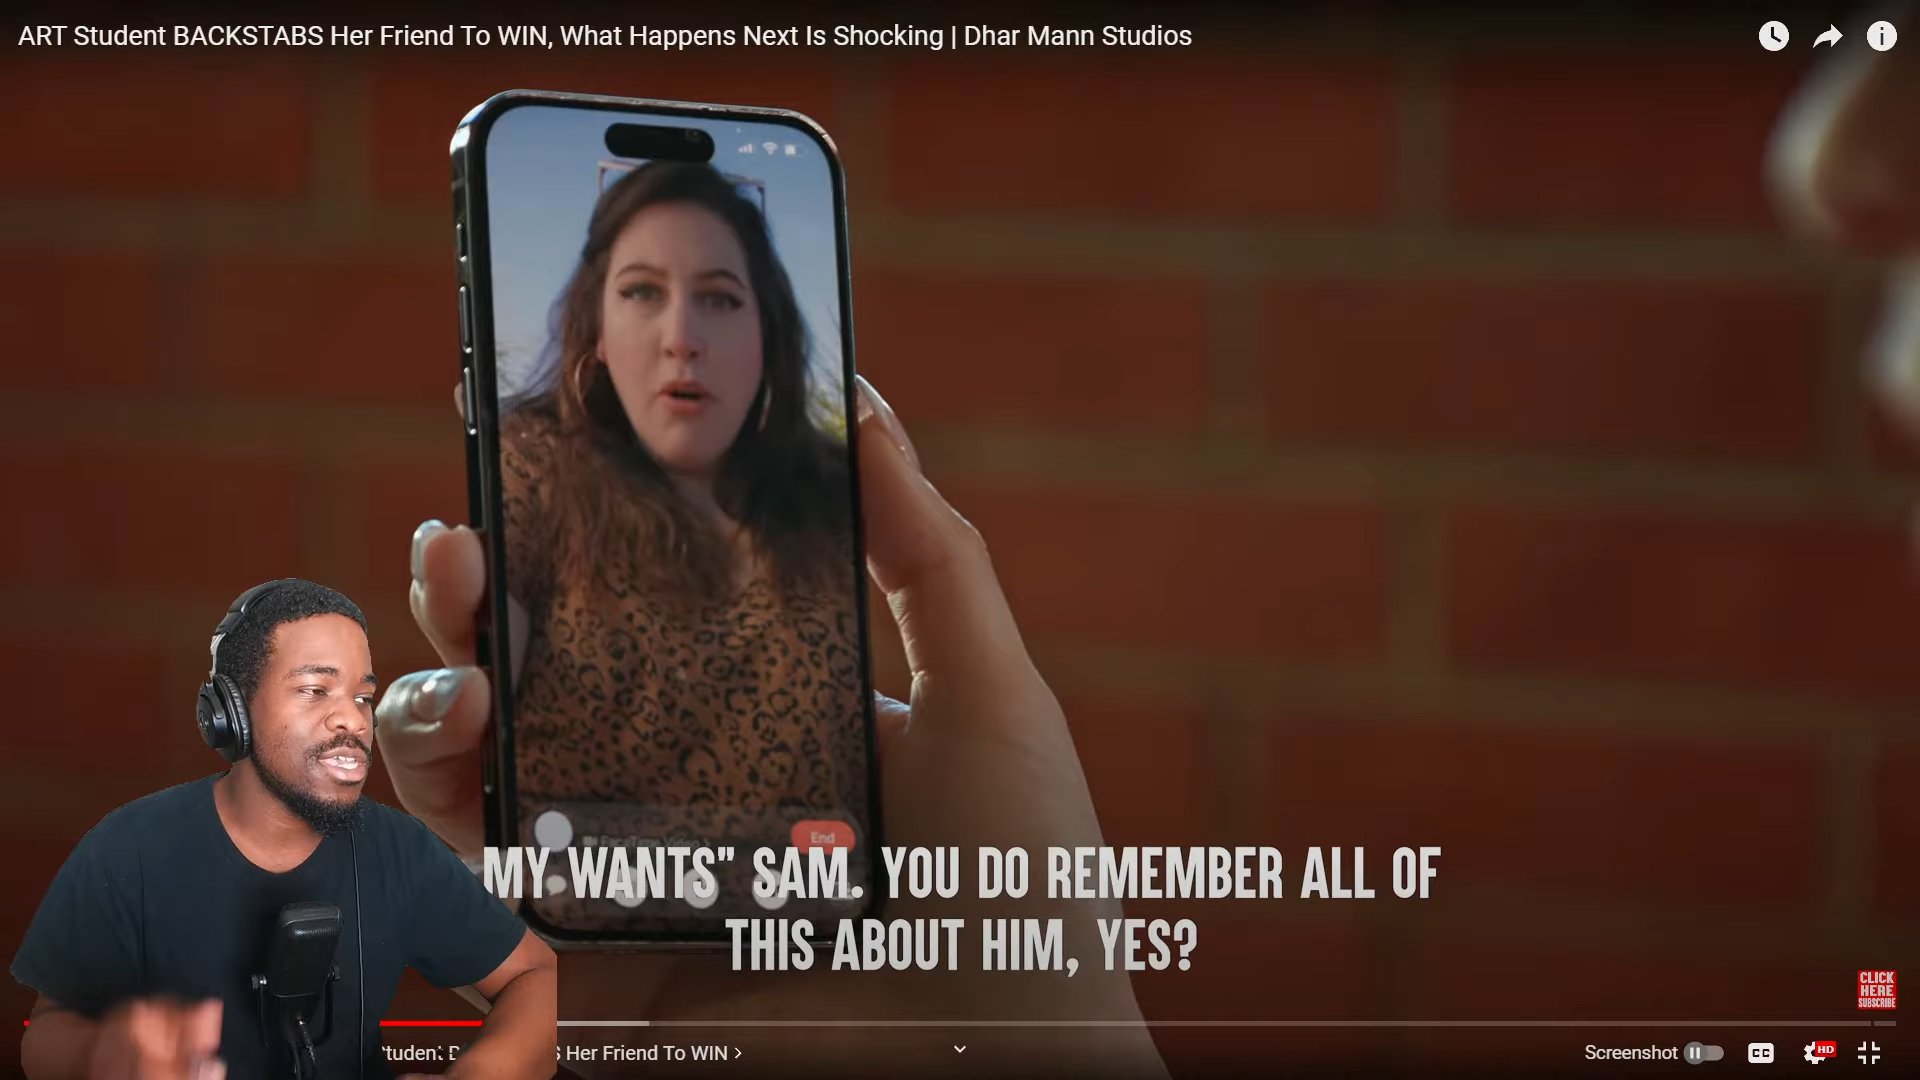 ART Student BACKSTABS Her Friend To WIN, What Happens Next Is Shocking | Dhar Mann Studios
End
MY WANTS” SAM. YOU DO REMEMBER ALL OF
THIS ABOUT HIM, YES?
CLICK
HERE
SUBSCRIBE
Her Friend To WIN >
Screenshot
CC
HD